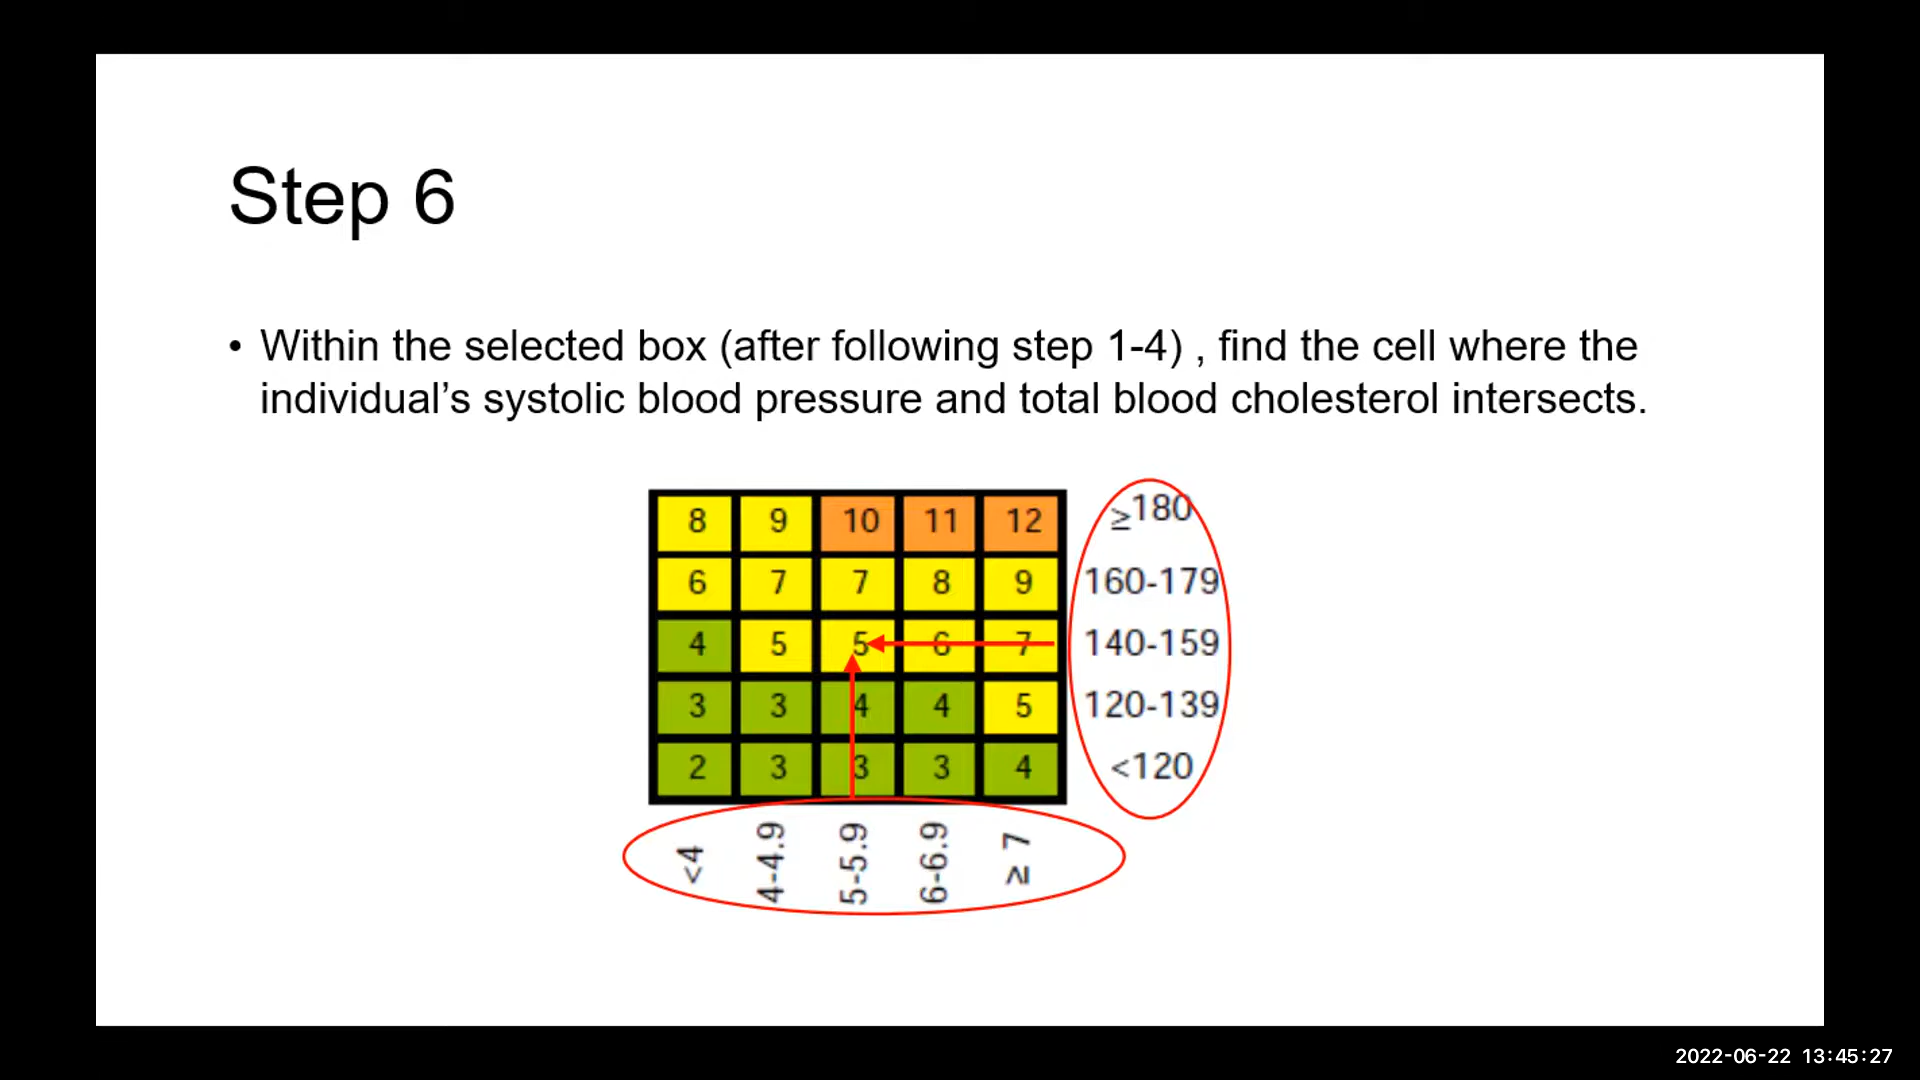 Step 6
• Within the selected box (after following step 1-4) , find the cell where the
individual's systolic blood pressure and total blood cholesterol intersects.
8 9 10 11 12 ≥180
6 7 7 8 9 160-179
4 5 5 6 7 140-159
3 3 4 4 5 120-139
2 3 3 3 4 <120
<4 4-4.9 5-5.9 6-6.9 ≥ 7
2022-06-22 13:45:27